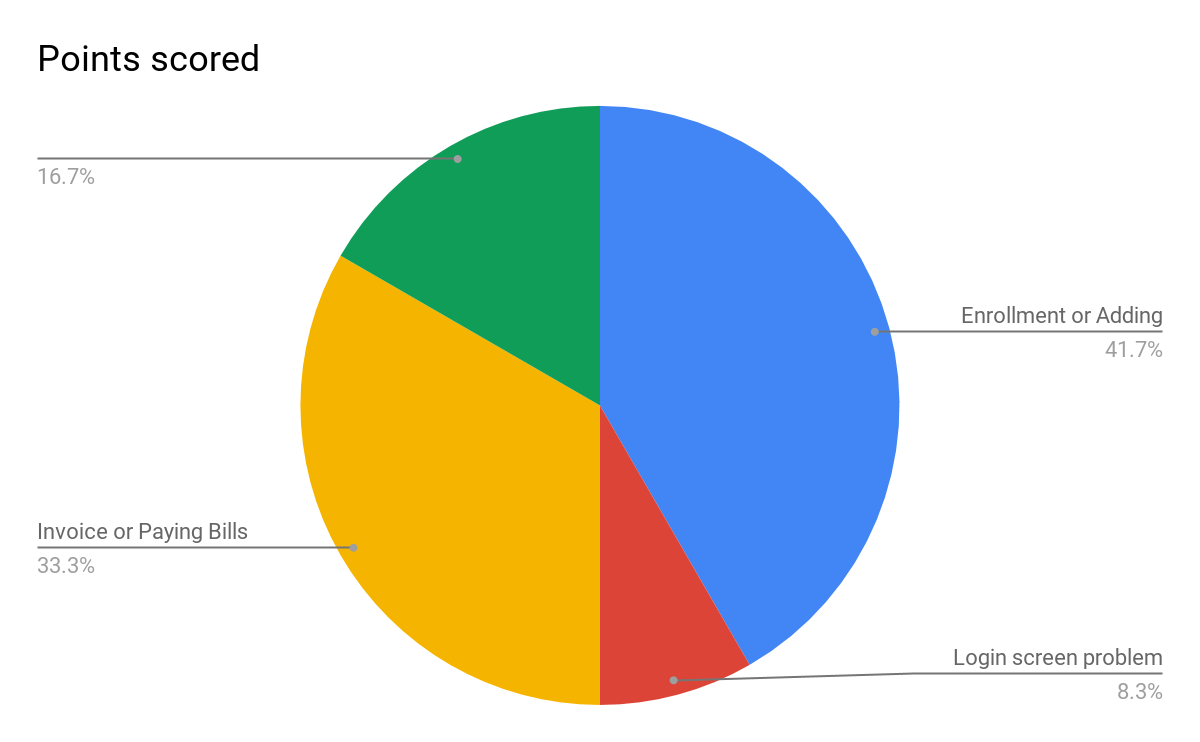 Points scored
16.7%
Enrollment or Adding
41.7%
Invoice or Paying Bills
33.3%
Login screen problem
8.3%